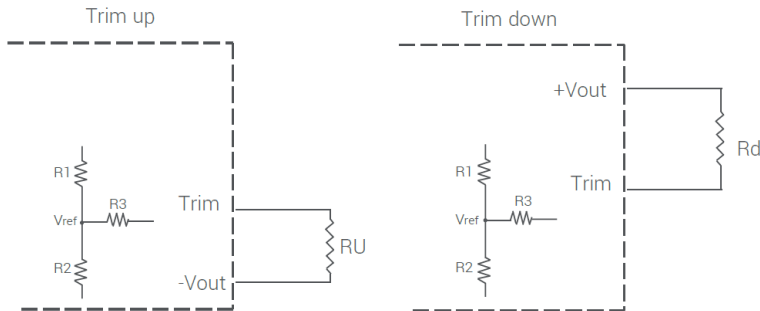 Trim up
R1
R3
Vref
R2
Trim
-Vout
RU
Trim down
+Vout
Rd
R1
Trim
R3
Vref
R2